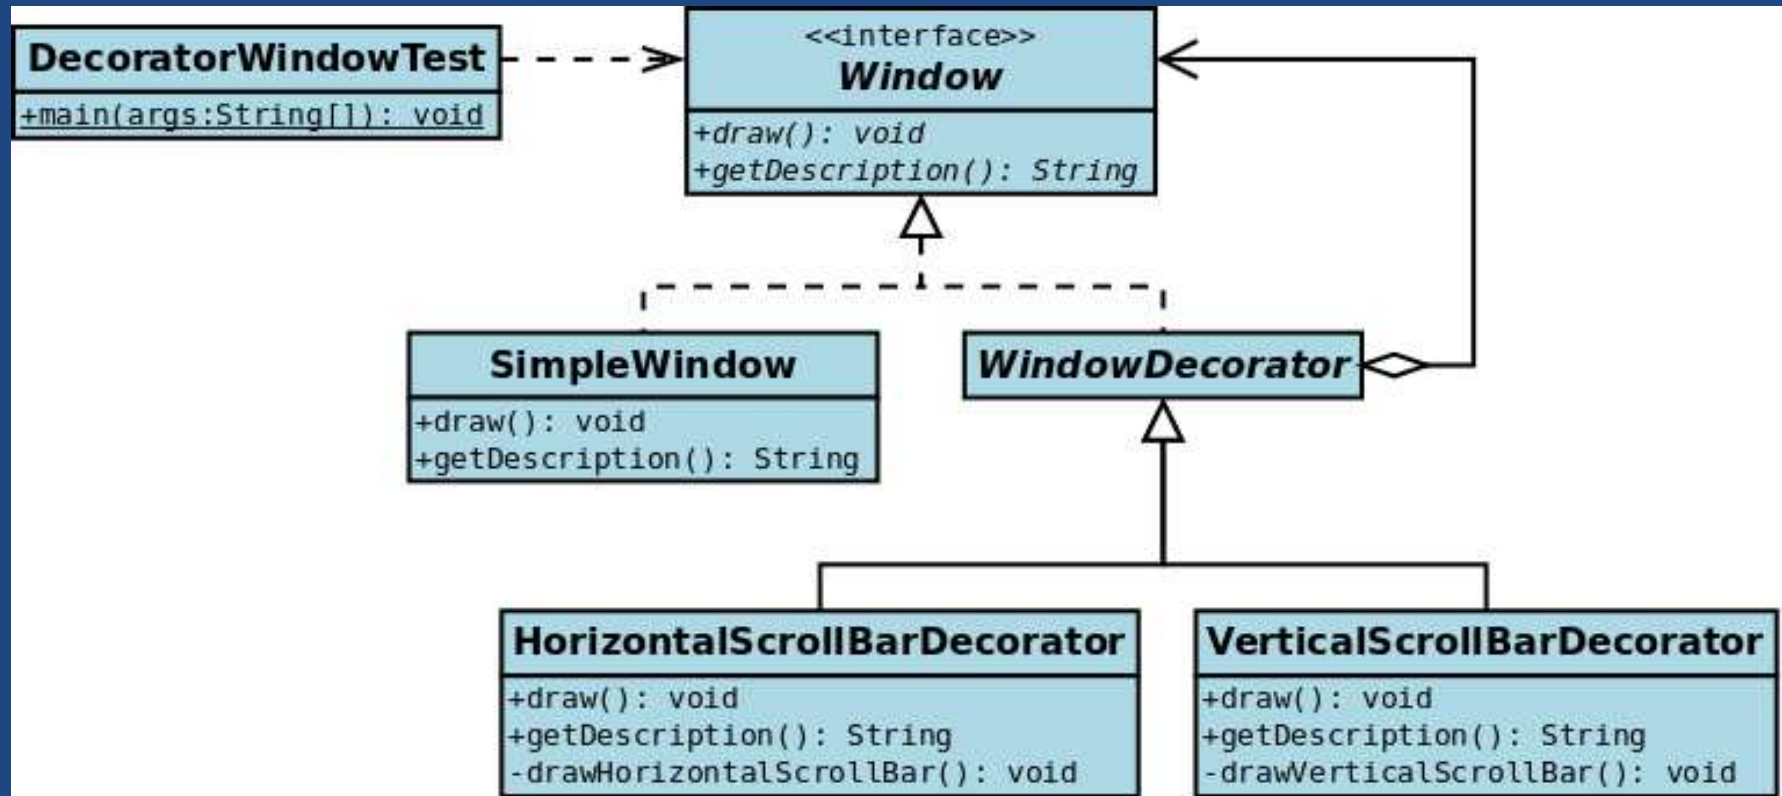 DecoratorWindowTest
+main(args:String[]): void
<<interface>>
Window
+draw(): void
+getDescription(): String
SimpleWindow
+draw(): void
+getDescription(): String
WindowDecorator
HorizontalScrollBarDecorator
+draw(): void
+getDescription(): String
-drawHorizontalScrollBar(): void
VerticalScrollBarDecorator
+draw(): void
+getDescription(): String
-drawVerticalScrollBar(): void